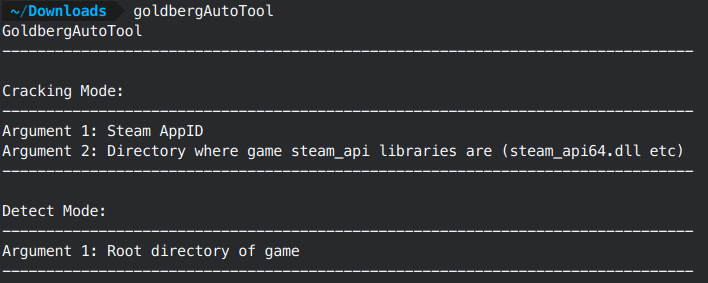 ~/Downloads goldbergAutoTool
GoldbergAutoTool
-------------------------------------------------------------------------------
Cracking Mode:
-------------------------------------------------------------------------------
Argument 1: Steam AppID
Argument 2: Directory where game steam_api libraries are (steam_api64.dll etc)
-------------------------------------------------------------------------------
Detect Mode:
-------------------------------------------------------------------------------
Argument 1: Root directory of game
-------------------------------------------------------------------------------